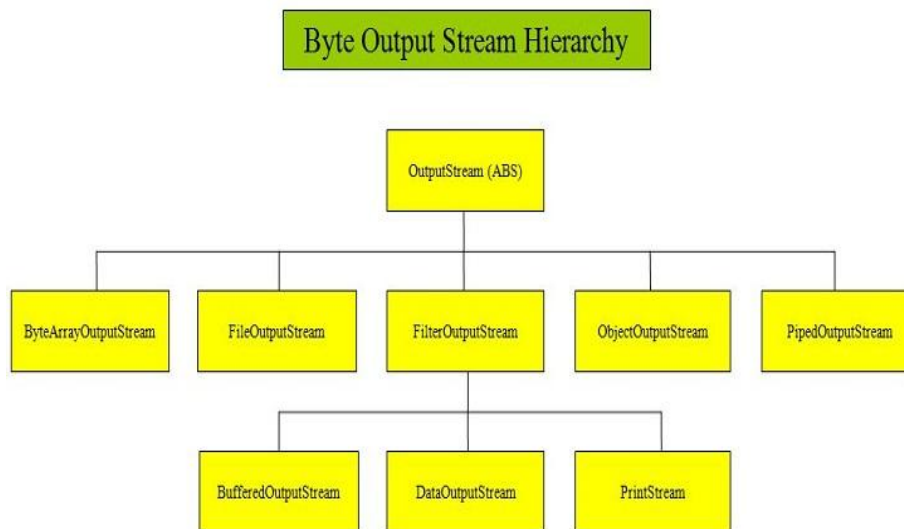 Byte Output Stream Hierarchy
OutputStream (ABS)
ByteArrayOutputStream
FileOutputStream
FilterOutputStream
ObjectOutputStream
PipedOutputStream
BufferedOutputStream
DataOutputStream
PrintStream